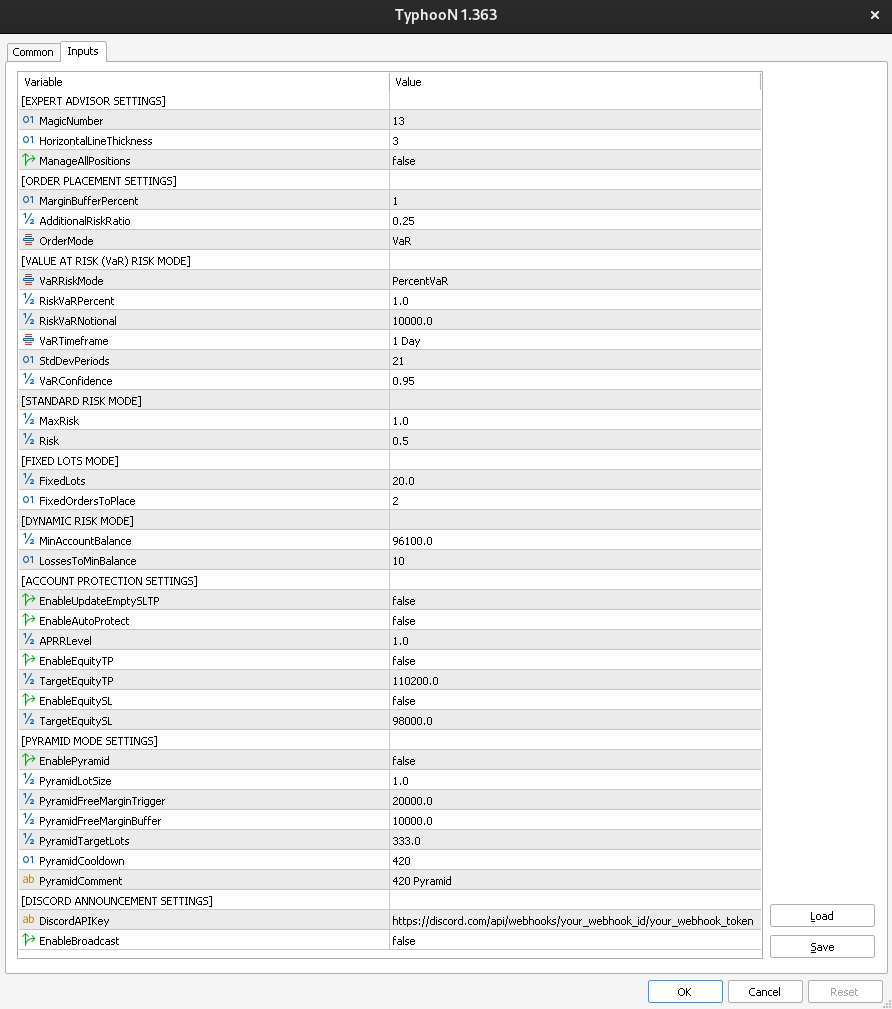 TyphooN 1.363
Common Inputs
Variable Value
[EXPERT ADVISOR SETTINGS]
01 MagicNumber 13
01 HorizontalLineThickness 3
ManageAllPositions false
[ORDER PLACEMENT SETTINGS]
01 MarginBufferPercent 1
½ AdditionalRiskRatio 0.25
OrderMode VaR
[VALUE AT RISK (VaR) RISK MODE]
VaRRiskMode PercentVaR
½ RiskVaRPercent 1.0
½ RiskVaRNotional 10000.0
VaRTimeframe 1 Day
01 StdDevPeriods 21
½ VaRConfidence 0.95
[STANDARD RISK MODE]
½ MaxRisk 1.0
½ Risk 0.5
[FIXED LOTS MODE]
½ FixedLots 20.0
01 FixedOrdersToPlace 2
[DYNAMIC RISK MODE]
½ MinAccountBalance 96100.0
01 LossesToMinBalance 10
[ACCOUNT PROTECTION SETTINGS]
EnableUpdateEmptySLTP false
EnableAutoProtect false
½ APRRLevel 1.0
EnableEquityTP false
½ TargetEquityTP 110200.0
EnableEquitySL false
½ TargetEquitySL 98000.0
[PYRAMID MODE SETTINGS]
EnablePyramid false
½ PyramidLotSize 1.0
½ PyramidFreeMarginTrigger 20000.0
½ PyramidFreeMarginBuffer 10000.0
½ PyramidTargetLots 333.0
01 PyramidCooldown 420
ab PyramidComment 420 Pyramid
[DISCORD ANNOUNCEMENT SETTINGS]
ab DiscordAPIKey https://discord.com/api/webhooks/your_webhook_id/your_webhook_token
EnableBroadcast false
Load
Save
OK Cancel Reset